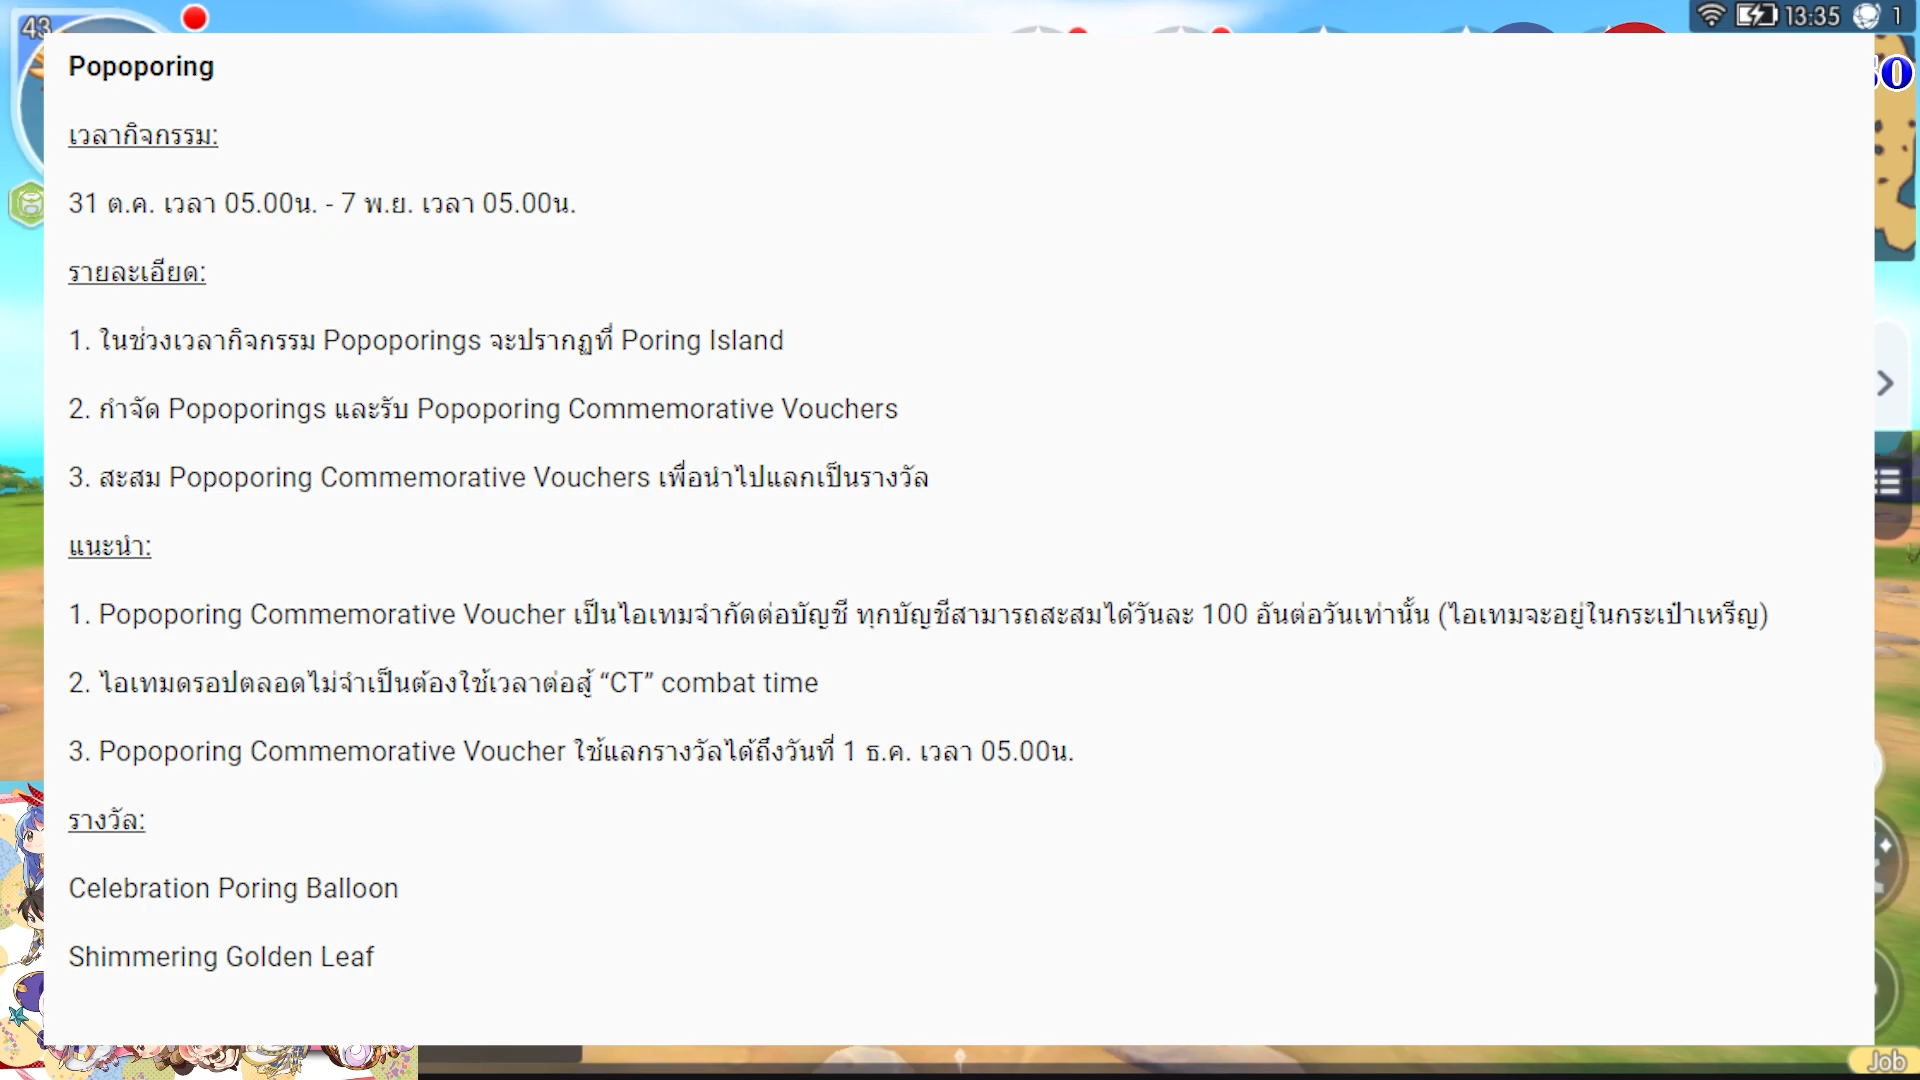 43
13:35
1
0
Popoporing
เวลากิจกรรม:
31 ต.ค. เวลา 05.00น. - 7 พ.ย. เวลา 05.00น.
รายละเอียด:
1. ในช่วงเวลากิจกรรม Popoporings จะปรากฏที่ Poring Island
2. กำจัด Popoporings และรับ Popoporing Commemorative Vouchers
3. สะสม Popoporing Commemorative Vouchers เพื่อนำไปแลกเป็นรางวัล
แนะนำ:
1. Popoporing Commemorative Voucher เป็นไอเทมจำกัดต่อบัญชี ทุกบัญชีสามารถสะสมได้วันละ 100 อันต่อวันเท่านั้น (ไอเทมจะอยู่ในกระเป๋าเหรีญ)
2. ไอเทมดรอปตลอดไม่จำเป็นต้องใช้เวลาต่อสู้ “CT” combat time
3. Popoporing Commemorative Voucher ใช้แลกรางวัลได้ถึงวันที่ 1 ธ.ค. เวลา 05.00น.
รางวัล:
Celebration Poring Balloon
Shimmering Golden Leaf
Job